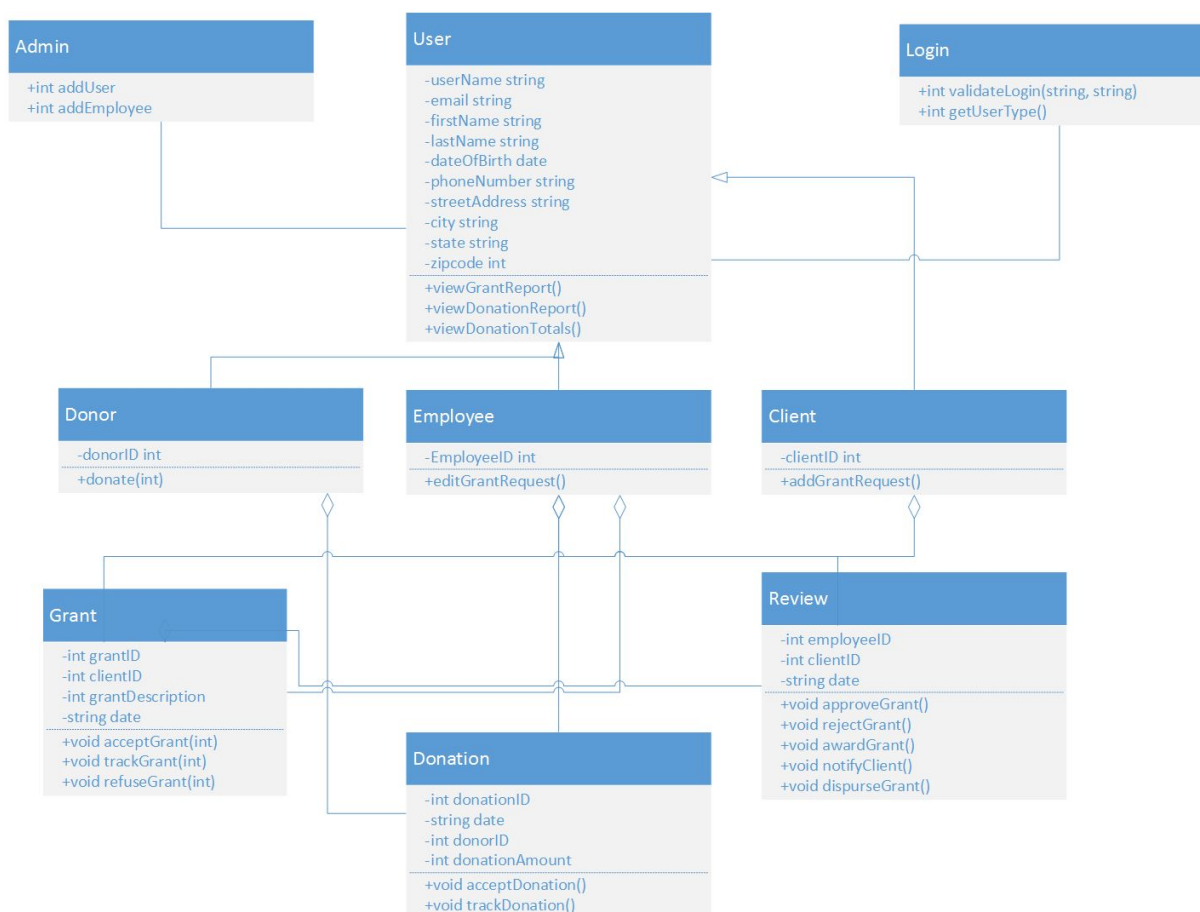 Admin
+int addUser
+int addEmployee
User
-userName string
-email string
-firstName string
-lastName string
-dateOfBirth date
-phoneNumber string
-streetAddress string
-city string
-state string
-zipcode int
+viewGrantReport()
+viewDonationReport()
+viewDonationTotals()
Login
+int validateLogin(string, string)
+int getUserType()
Donor
-donorID int
+donate(int)
Employee
-EmployeeID int
+editGrantRequest()
Client
-clientID int
+addGrantRequest()
Grant
-int grantID
-int clientID
-int grantDescription
-string date
+void acceptGrant(int)
+void trackGrant(int)
+void refuseGrant(int)
Review
-int employeeID
-int clientID
-string date
+void approveGrant()
+void rejectGrant()
+void awardGrant()
+void notifyClient()
+void dispurseGrant()
Donation
-int donationID
-string date
-int donorID
-int donationAmount
+void acceptDonation()
+void trackDonation()